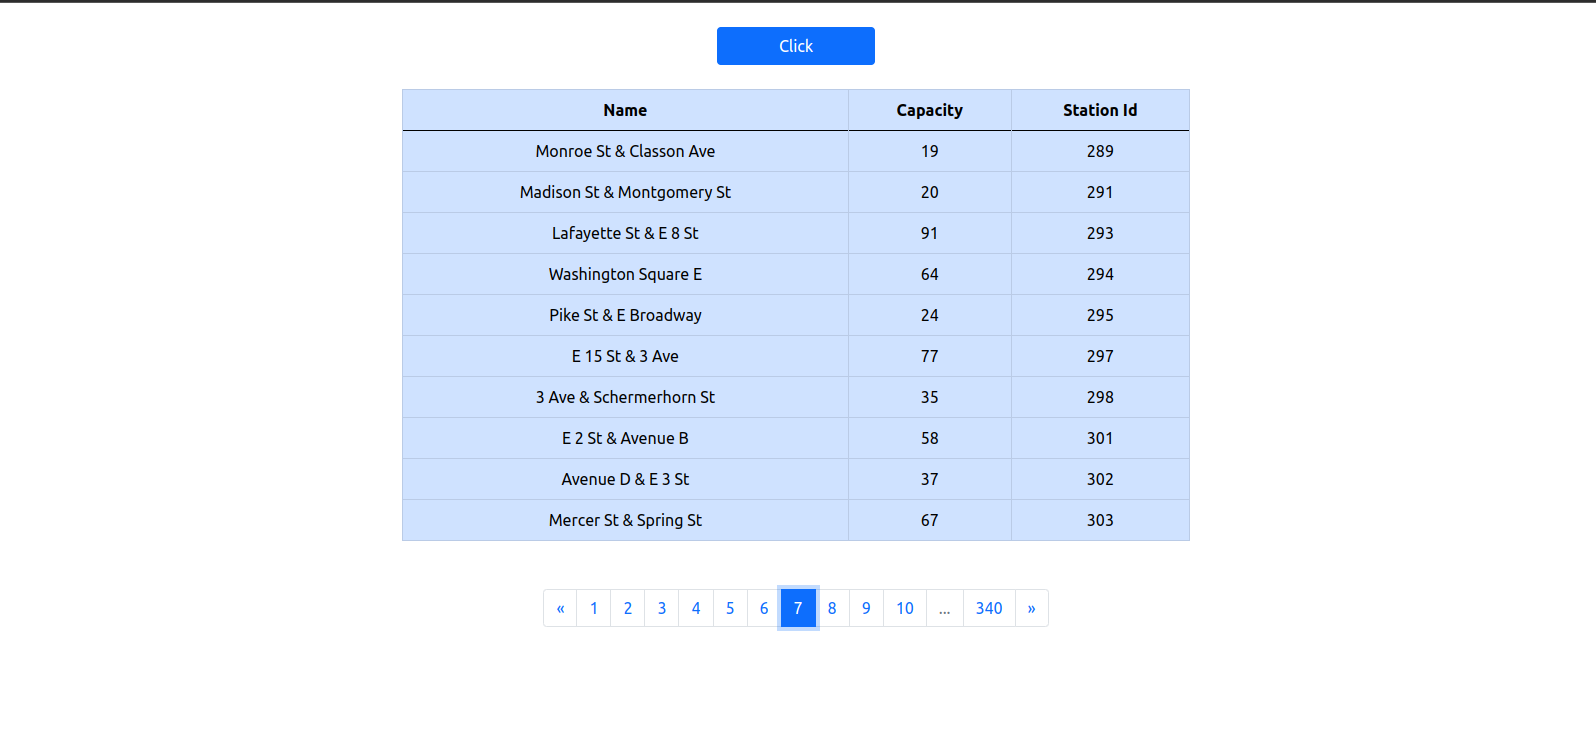 Click
Name Capacity Station Id
Monroe St & Classon Ave 19 289
Madison St & Montgomery St 20 291
Lafayette St & E 8 St 91 293
Washington Square E 64 294
Pike St & E Broadway 24 295
E 15 St & 3 Ave 77 297
3 Ave & Schermerhorn St 35 298
E 2 St & Avenue B 58 301
Avenue D & E 3 St 37 302
Mercer St & Spring St 67 303
« 1 2 3 4 5 6 7 8 9 10 ... 340 »